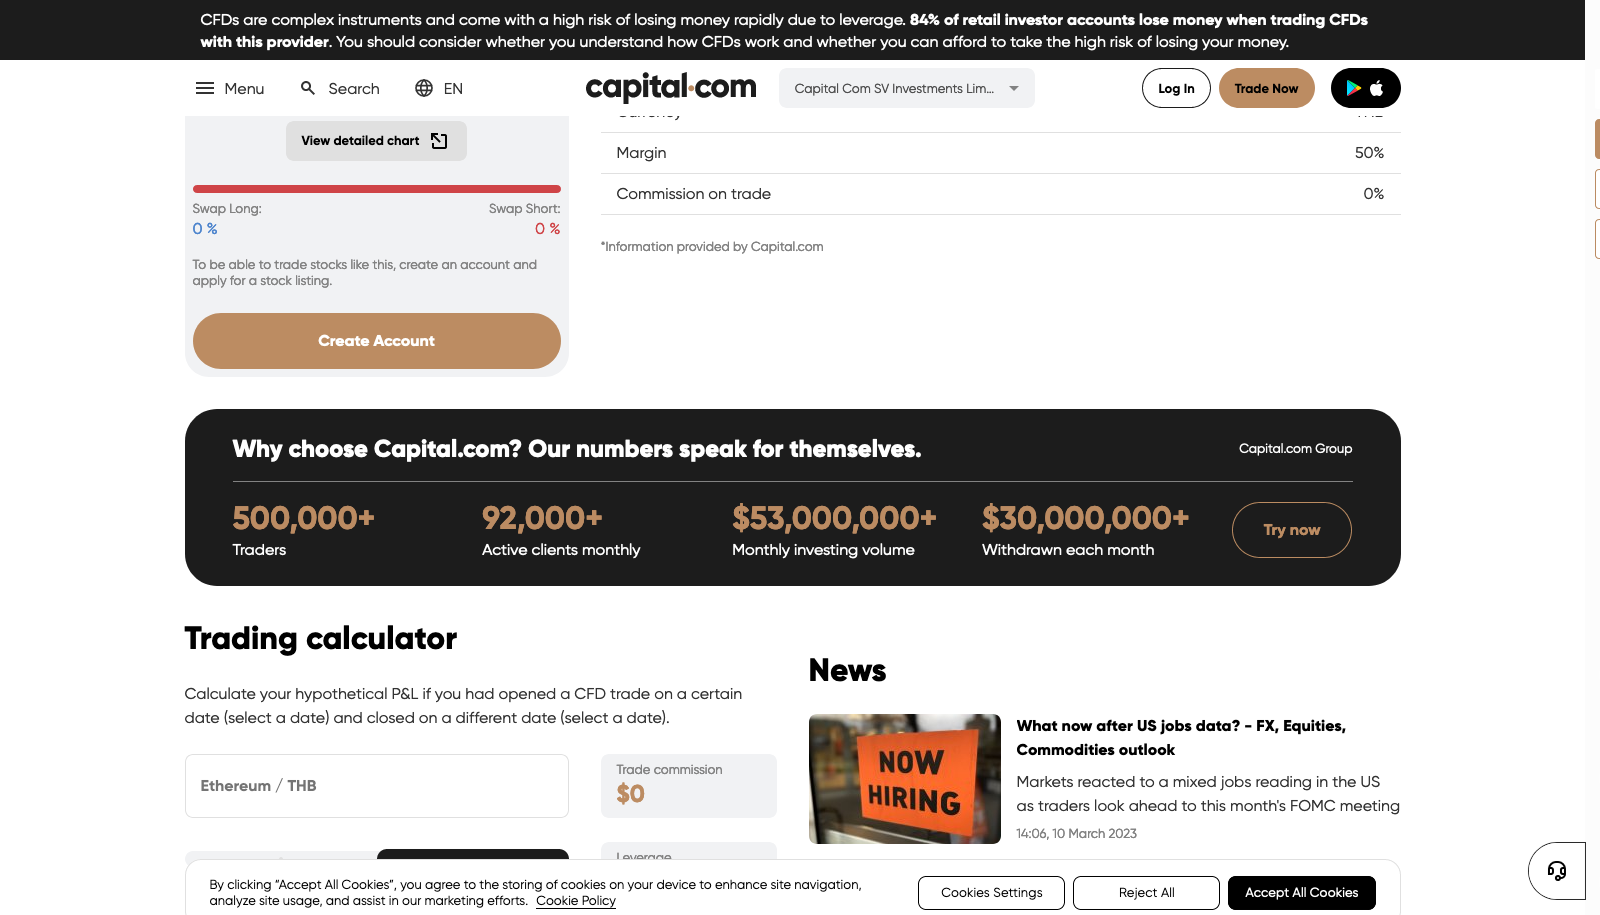 CFDs are complex instruments and come with a high risk of losing money rapidly due to leverage. 84% of retail investor accounts lose money when trading CFDs
with this provider. You should consider whether you understand how CFDs work and whether you can afford to take the high risk of losing your money.
Menu
Search
EN
capital.com
Capital Com SV Investments Lim...
Log In
Trade Now
View detailed chart
Margin
50%
Commission on trade
0%
Swap Long:
Swap Short:
0 %
0 %
*Information provided by Capital.com
To be able to trade stocks like this, create an account and
apply for a stock listing.
Create Account
Why choose Capital.com? Our numbers speak for themselves.
Capital.com Group
500,000+
Traders
92,000+
Active clients monthly
$53,000,000+
Monthly investing volume
$30,000,000+
Withdrawn each month
Try now
Trading calculator
Calculate your hypothetical P&L if you had opened a CFD trade on a certain
date (select a date) and closed on a different date (select a date).
Ethereum / THB
Trade commission
$0
Leverage
News
NOW
HIRING
What now after US jobs data? - FX, Equities,
Commodities outlook
Markets reacted to a mixed jobs reading in the US
as traders look ahead to this month's FOMC meeting
14:06, 10 March 2023
By clicking “Accept All Cookies”, you agree to the storing of cookies on your device to enhance site navigation,
analyze site usage, and assist in our marketing efforts. Cookie Policy
Cookies Settings
Reject All
Accept All Cookies